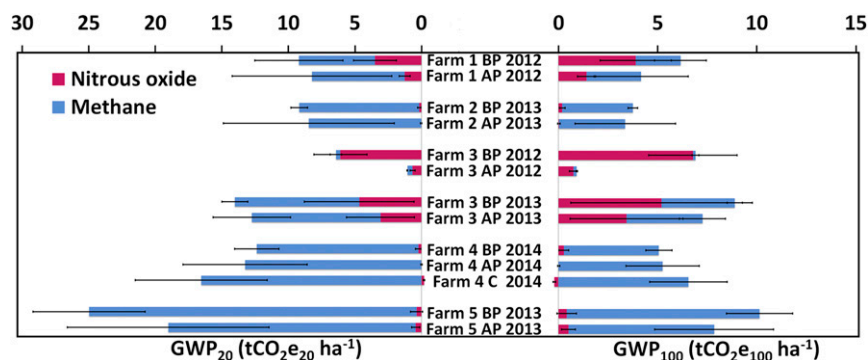 30 25 20 15 10 5 0 0 5 10 15
Nitrous oxide
Methane
Farm 1 BP 2012
Farm 1 AP 2012
Farm 2 BP 2013
Farm 2 AP 2013
Farm 3 BP 2012
Farm 3 AP 2012
Farm 3 BP 2013
Farm 3 AP 2013
Farm 4 BP 2014
Farm 4 AP 2014
Farm 4 C 2014
Farm 5 BP 2013
Farm 5 AP 2013
GWP₂₀ (tCO₂e₂₀ ha⁻¹) GWP₁₀₀ (tCO₂e₁₀₀ ha⁻¹)